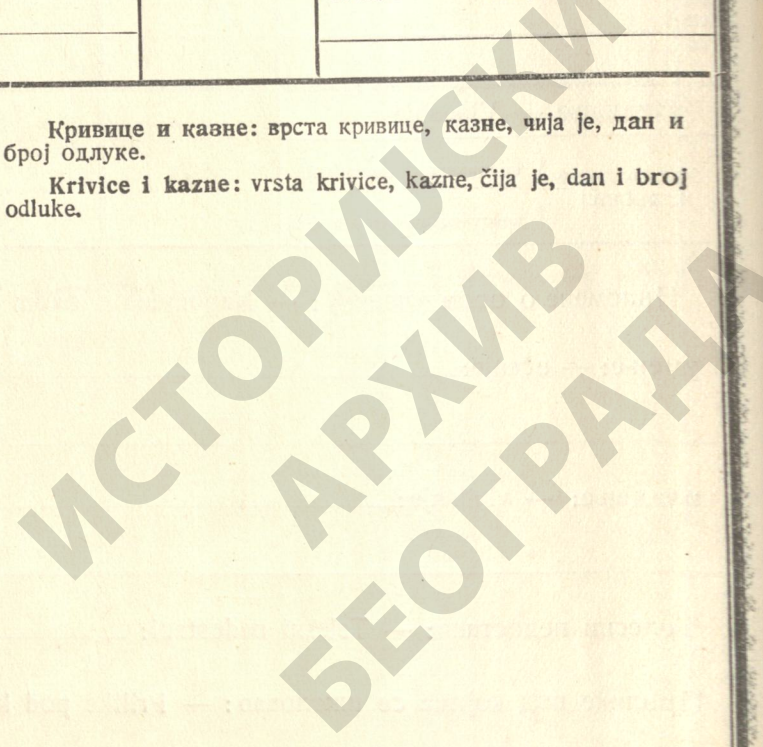 Кривице и казне: врста кривице, казне, чија је, дан и
број одлуке.
Krivice i kazne: vrsta krivice, kazne, čija je, dan i broj
odluke.
ИСТОРИЈСКИ
АРХИВ
БЕОГРАДА